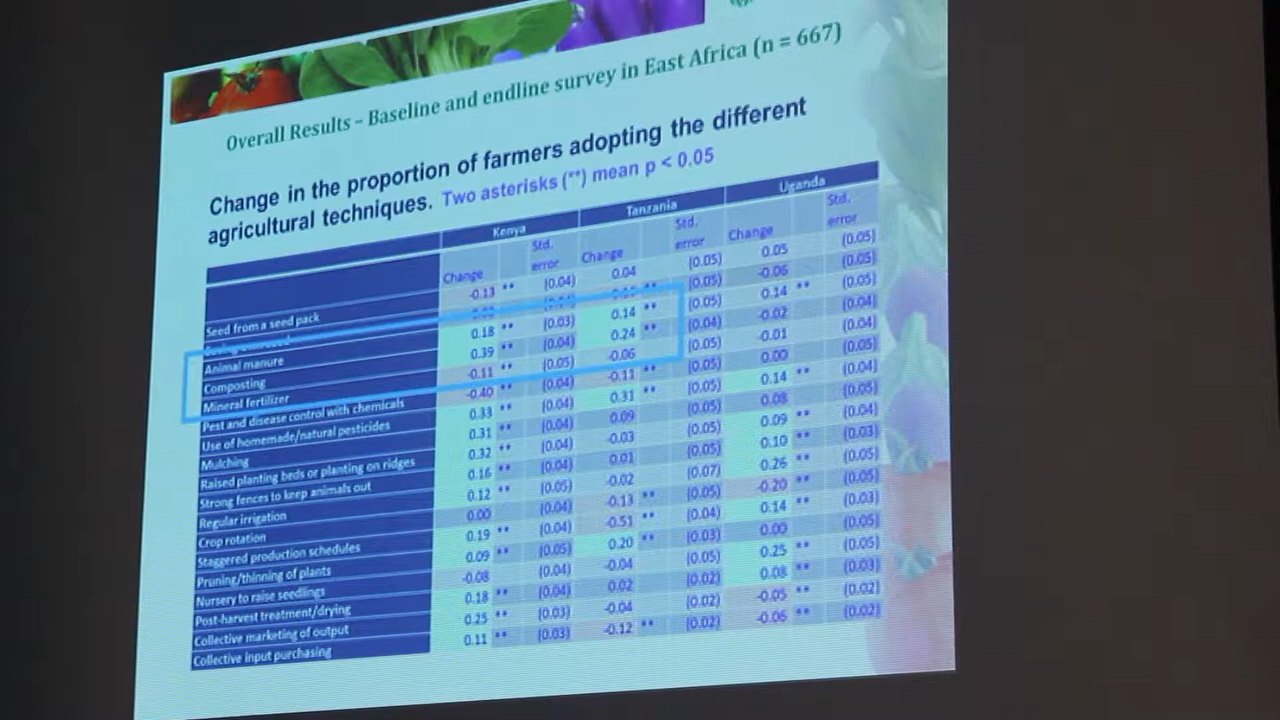 Overall Results – Baseline and endline survey in East Africa (n = 667)
Change in the proportion of farmers adopting the different
agricultural techniques. Two asterisks (**) mean p < 0.05
Kenya Tanzania Uganda
Change Std. error Change Std. error Change Std. error
Seed from a seed pack -0.13 ** (0.04) 0.04 (0.05) 0.05 (0.05)
** (0.05) -0.06 (0.05)
Animal manure 0.18 ** (0.03) 0.14 ** (0.05) 0.14 ** (0.05)
Composting 0.39 ** (0.04) 0.24 ** (0.04) -0.02 (0.04)
Mineral fertilizer -0.11 ** (0.05) -0.06 (0.05) -0.01 (0.04)
Pest and disease control with chemicals -0.40 ** (0.04) -0.11 ** (0.05) 0.00 (0.05)
Use of homemade/natural pesticides 0.33 ** (0.04) 0.31 ** (0.05) 0.14 ** (0.04)
Mulching 0.31 ** (0.04) 0.09 (0.05) 0.08 (0.05)
Raised planting beds or planting on ridges 0.32 ** (0.04) -0.03 (0.05) 0.09 ** (0.04)
Strong fences to keep animals out 0.16 ** (0.04) 0.01 (0.05) 0.10 ** (0.03)
Regular irrigation 0.12 ** (0.05) -0.02 (0.07) 0.26 ** (0.05)
Crop rotation 0.00 (0.04) -0.13 ** (0.05) -0.20 ** (0.05)
Staggered production schedules 0.19 ** (0.04) -0.51 ** (0.04) 0.14 ** (0.03)
Pruning/thinning of plants 0.09 ** (0.05) 0.20 ** (0.03) 0.00 (0.05)
Nursery to raise seedlings -0.08 (0.04) -0.04 (0.05) 0.25 ** (0.05)
Post-harvest treatment/drying 0.18 ** (0.04) 0.02 (0.02) 0.08 ** (0.03)
Collective marketing of output 0.25 ** (0.03) -0.04 (0.02) -0.05 ** (0.02)
Collective input purchasing 0.11 ** (0.03) -0.12 ** (0.02) -0.06 ** (0.02)